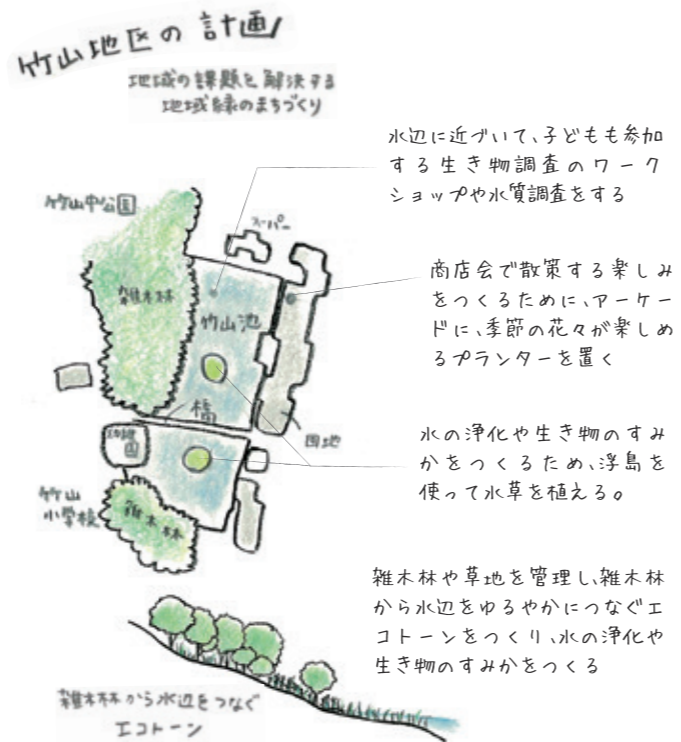 竹山地区の計画
地域の課題を解決する
地域緑のまちづくり
水辺に近づいて、子どもも参加
する生き物調査のワーク
ショップや水質調査をする
竹山中公園
スーパー
雑木林
竹山池
商店会で散策する楽しみ
をつくるために、アーケー
ドに、季節の花々が楽しめ
るプランターを置く
橋
団地
幼稚
園
水の浄化や生き物のすみ
かをつくるため、浮島を
使って水草を植える。
竹山
小学校
雑木林
雑木林や草地を管理し、雑木林
から水辺をゆるやかにつなぐエ
コトーンをつくり、水の浄化や
生き物のすみかをつくる
雑木林から水辺をつなぐ
エコトーン